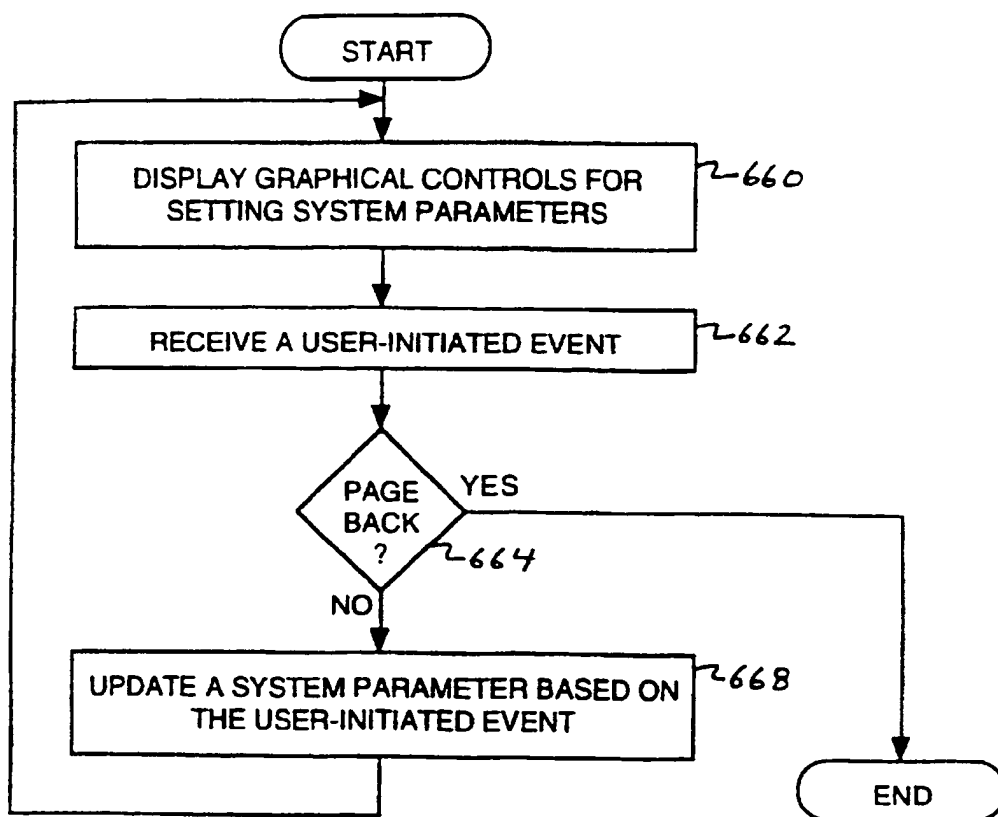 START
DISPLAY GRAPHICAL CONTROLS FOR
SETTING SYSTEM PARAMETERS
660
RECEIVE A USER-INITIATED EVENT
662
PAGE
BACK
?
YES
664
NO
UPDATE A SYSTEM PARAMETER BASED ON
THE USER-INITIATED EVENT
668
END